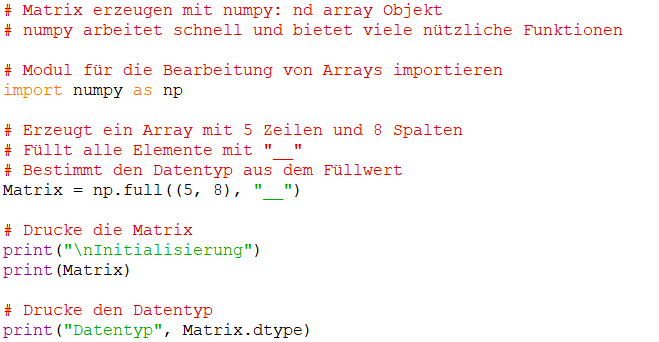 # Matrix erzeugen mit numpy: nd array Objekt
# numpy arbeitet schnell und bietet viele nützliche Funktionen
# Modul für die Bearbeitung von Arrays importieren
import numpy as np
# Erzeugt ein Array mit 5 Zeilen und 8 Spalten
# Füllt alle Elemente mit "__"
# Bestimmt den Datentyp aus dem Füllwert
Matrix = np.full((5, 8), "__")
# Drucke die Matrix
print("\nInitialisierung")
print(Matrix)
# Drucke den Datentyp
print("Datentyp", Matrix.dtype)